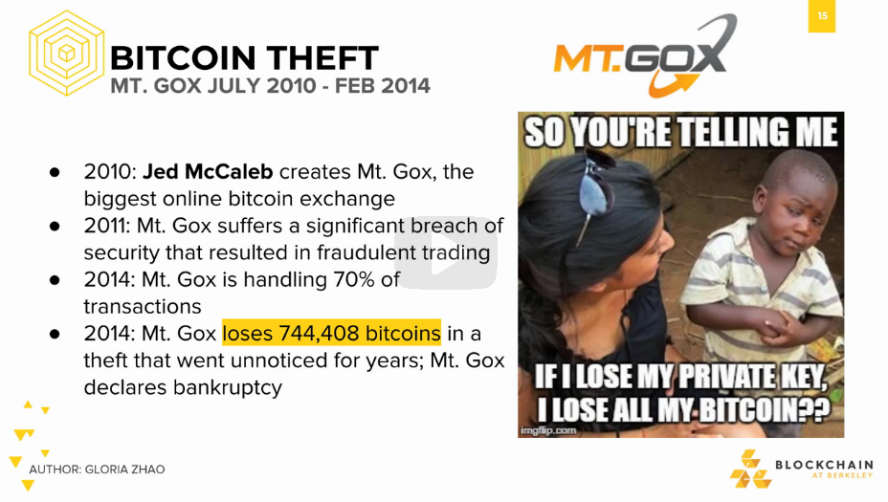 15
BITCOIN THEFT
MT. GOX JULY 2010 - FEB 2014
MT.GOX
● 2010: Jed McCaleb creates Mt. Gox, the
biggest online bitcoin exchange
● 2011: Mt. Gox suffers a significant breach of
security that resulted in fraudulent trading
● 2014: Mt. Gox is handling 70% of
transactions
● 2014: Mt. Gox loses 744,408 bitcoins in a
theft that went unnoticed for years; Mt. Gox
declares bankruptcy
SO YOU'RE TELLING ME
IF I LOSE MY PRIVATE KEY,
I LOSE ALL MY BITCOIN??
imgflip.com
AUTHOR: GLORIA ZHAO
BLOCKCHAIN
AT BERKELEY